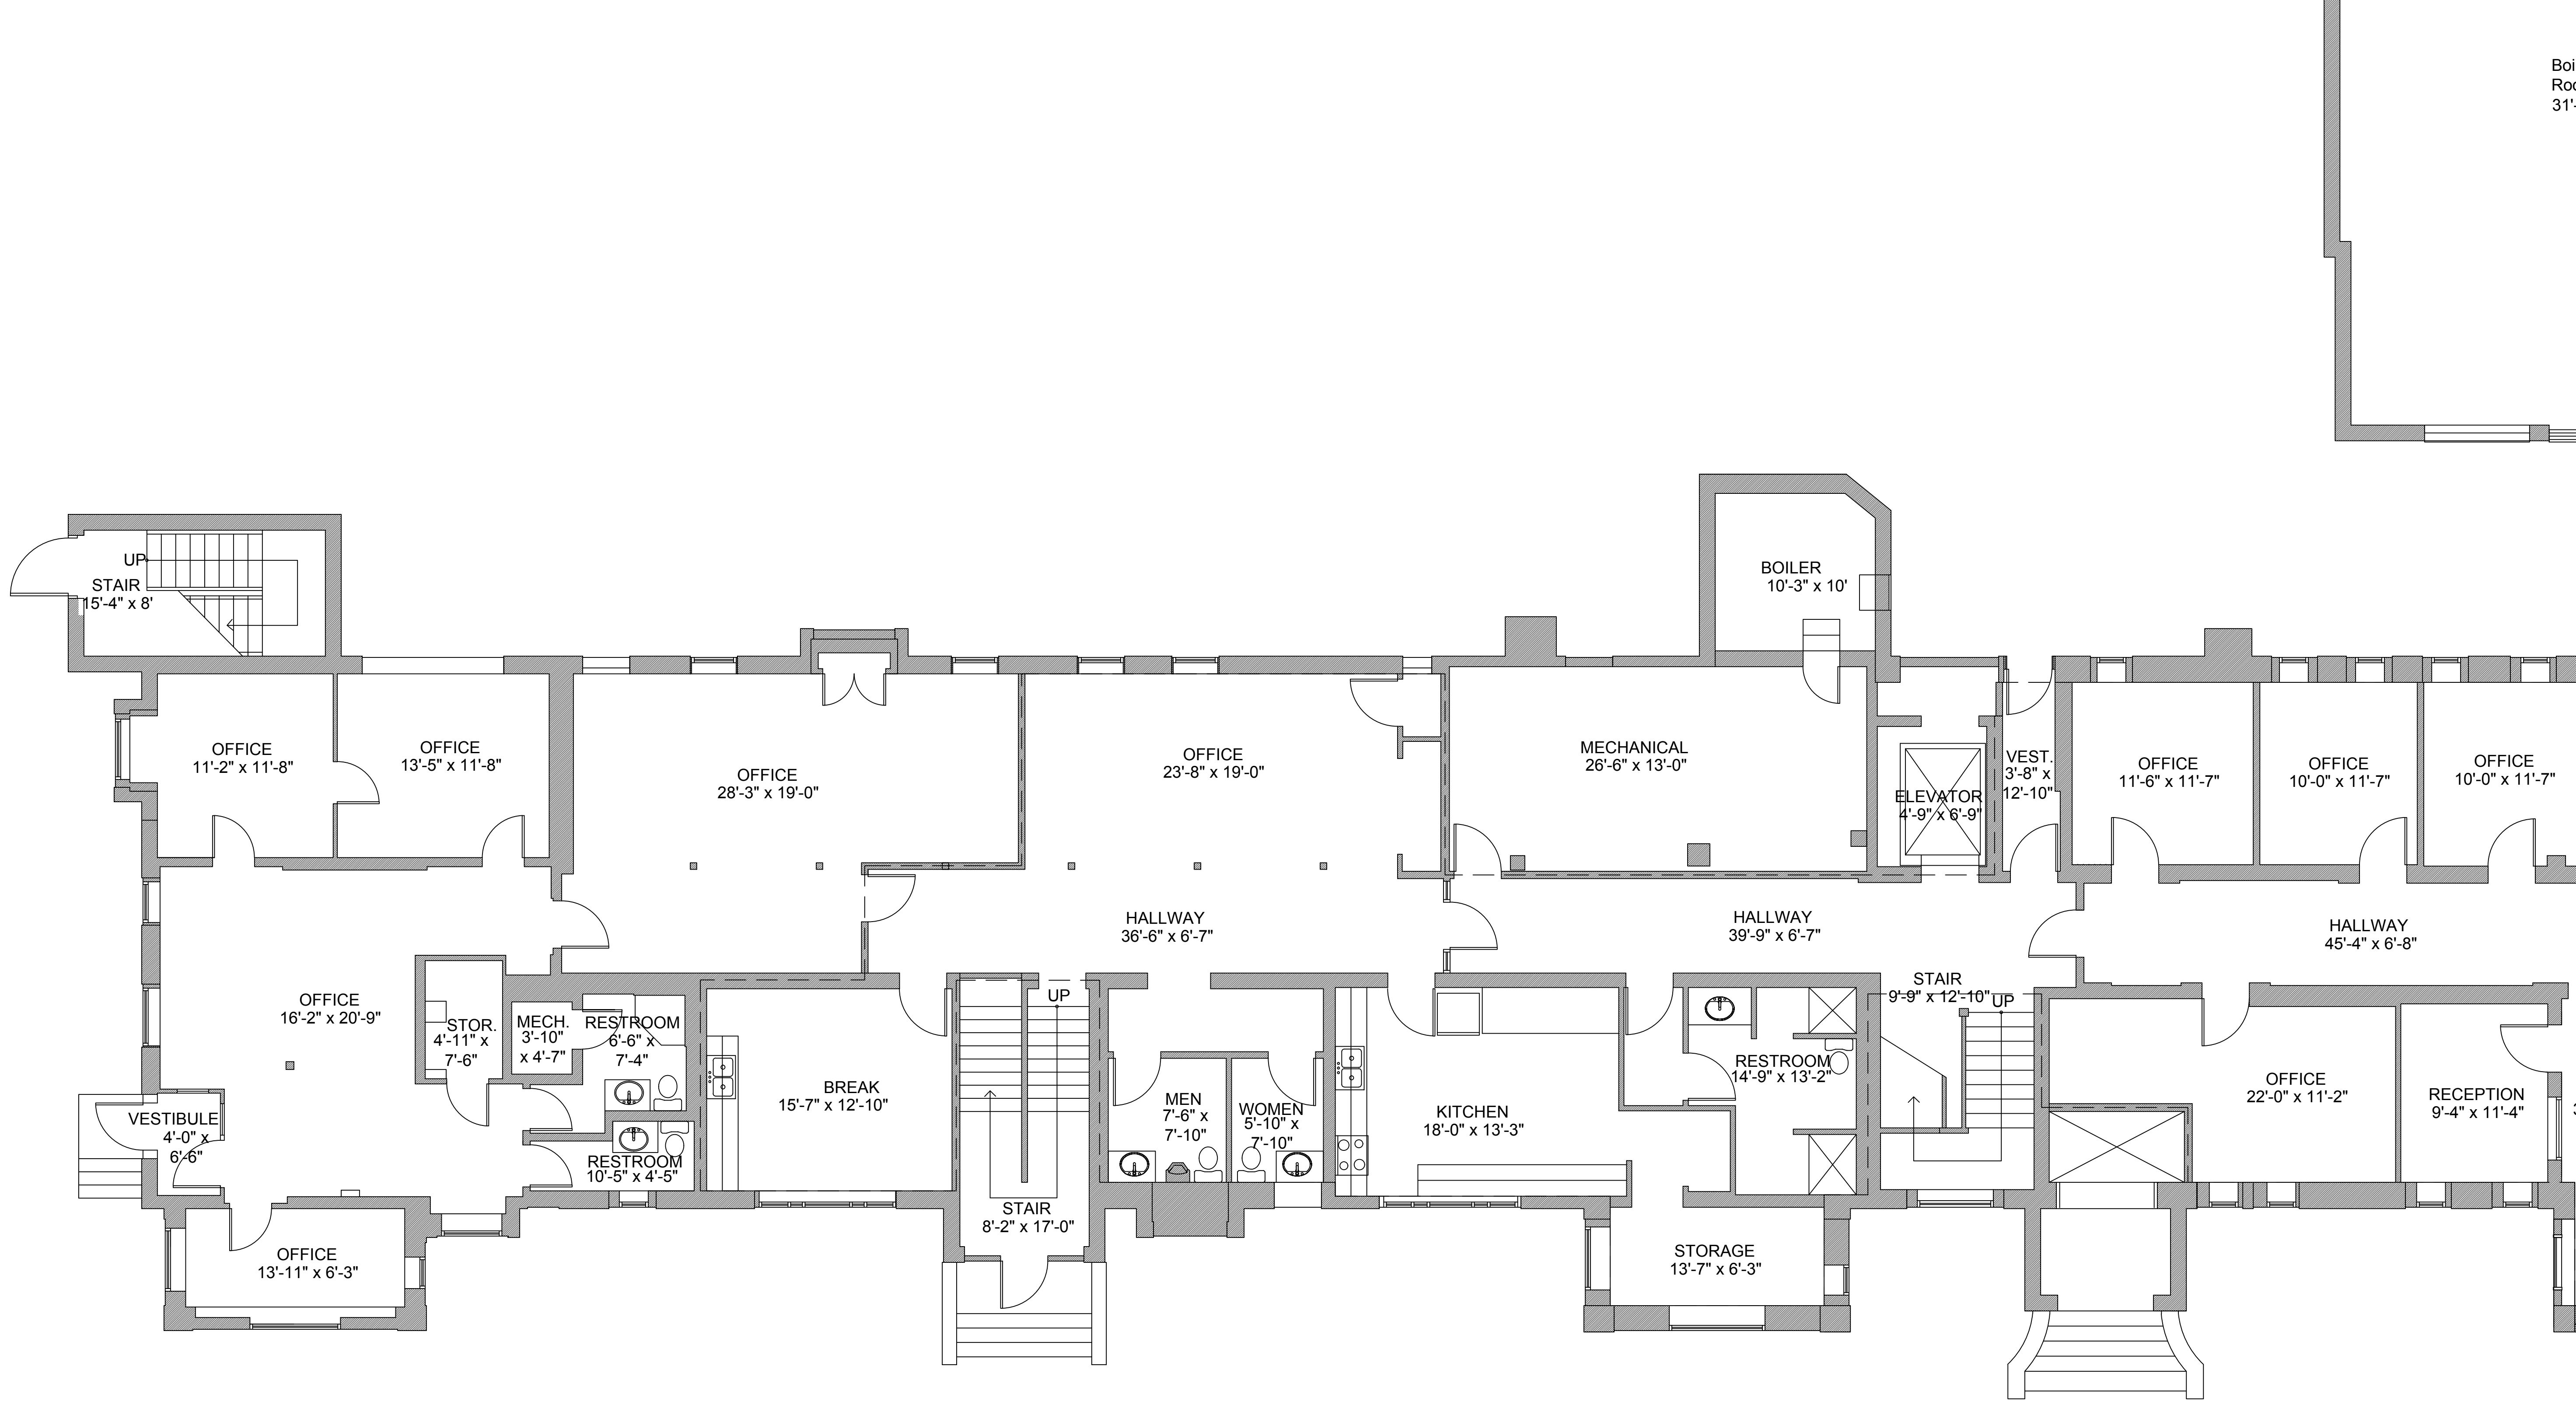 Boi
Roo
31'-
UP
STAIR
15'-4" x 8'
BOILER
10'-3" x 10'
OFFICE
11'-2" x 11'-8"
OFFICE
13'-5" x 11'-8"
OFFICE
28'-3" x 19'-0"
OFFICE
23'-8" x 19'-0"
MECHANICAL
26'-6" x 13'-0"
ELEVATOR
4'-9" x 6'-9"
VEST.
3'-8" x
12'-10"
OFFICE
11'-6" x 11'-7"
OFFICE
10'-0" x 11'-7"
OFFICE
10'-0" x 11'-7"
HALLWAY
36'-6" x 6'-7"
HALLWAY
39'-9" x 6'-7"
HALLWAY
45'-4" x 6'-8"
OFFICE
16'-2" x 20'-9"
STOR.
4'-11" x
7'-6"
MECH.
3'-10"
x 4'-7"
RESTROOM
6'-6" x
7'-4"
BREAK
15'-7" x 12'-10"
UP
MEN
7'-6" x
7'-10"
WOMEN
5'-10" x
7'-10"
KITCHEN
18'-0" x 13'-3"
RESTROOM
14'-9" x 13'-2"
STAIR
9'-9" x 12'-10"
UP
OFFICE
22'-0" x 11'-2"
RECEPTION
9'-4" x 11'-4"
VESTIBULE
4'-0" x
6'-6"
RESTROOM
10'-5" x 4'-5"
STAIR
8'-2" x 17'-0"
OFFICE
13'-11" x 6'-3"
STORAGE
13'-7" x 6'-3"